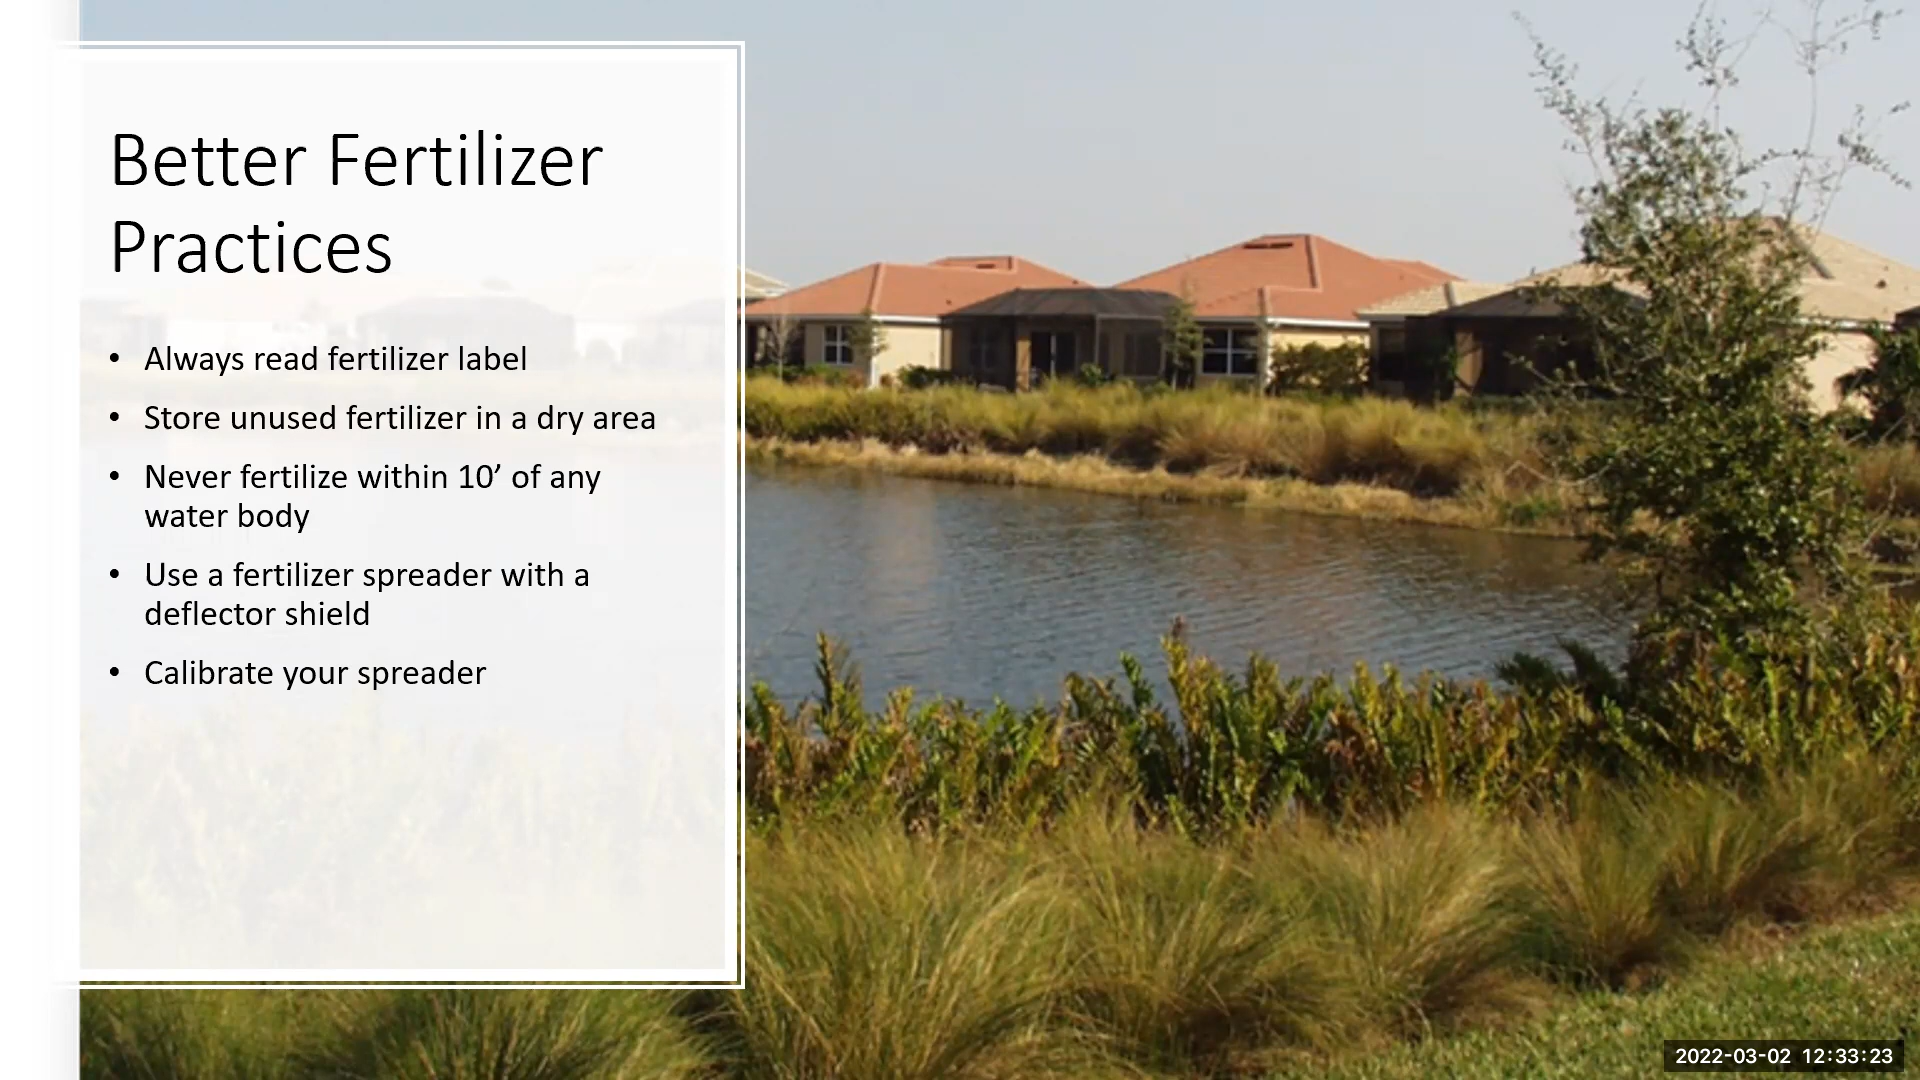 Better Fertilizer
Practices
• Always read fertilizer label
• Store unused fertilizer in a dry area
• Never fertilize within 10’ of any
water body
• Use a fertilizer spreader with a
deflector shield
• Calibrate your spreader
2022-03-02 12:33:23